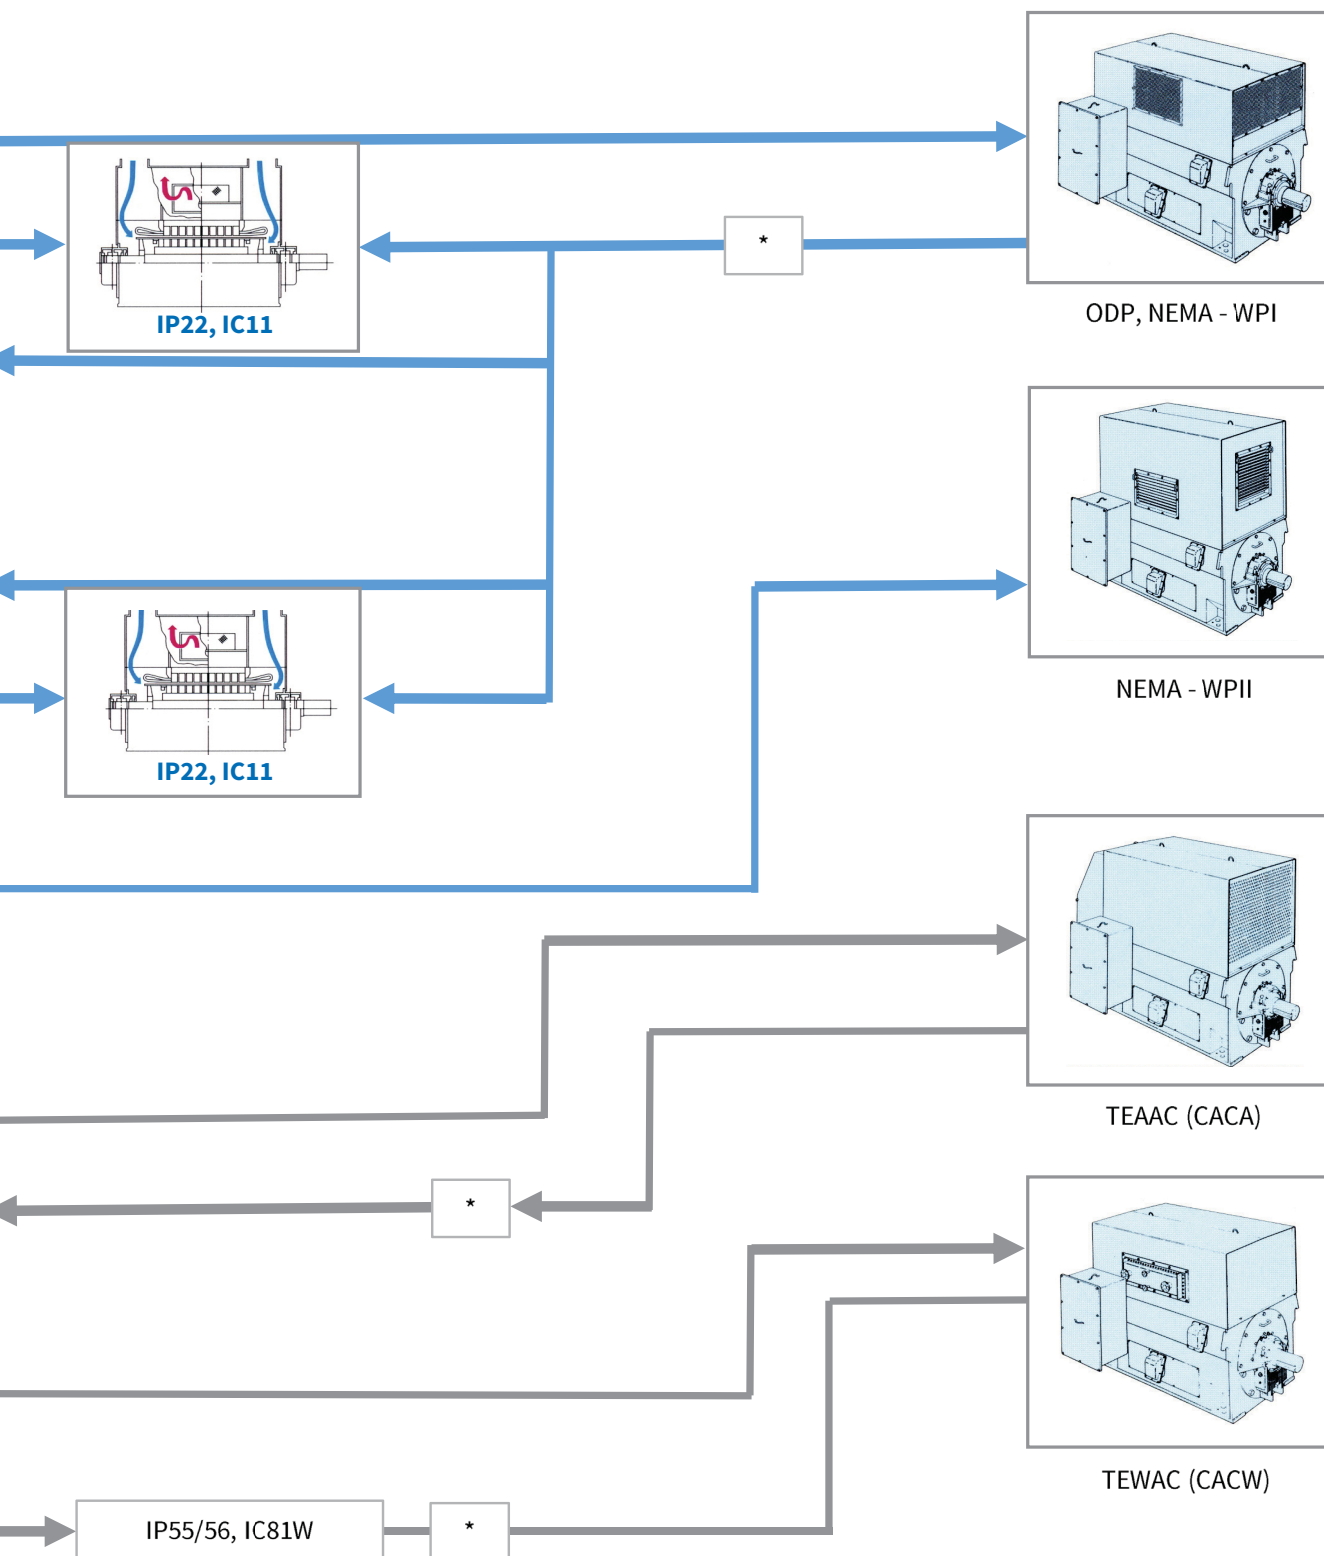 *
ODP, NEMA - WPI
IP22, IC11
NEMA - WPII
IP22, IC11
TEAAC (CACA)
*
TEWAC (CACW)
IP55/56, IC81W
*